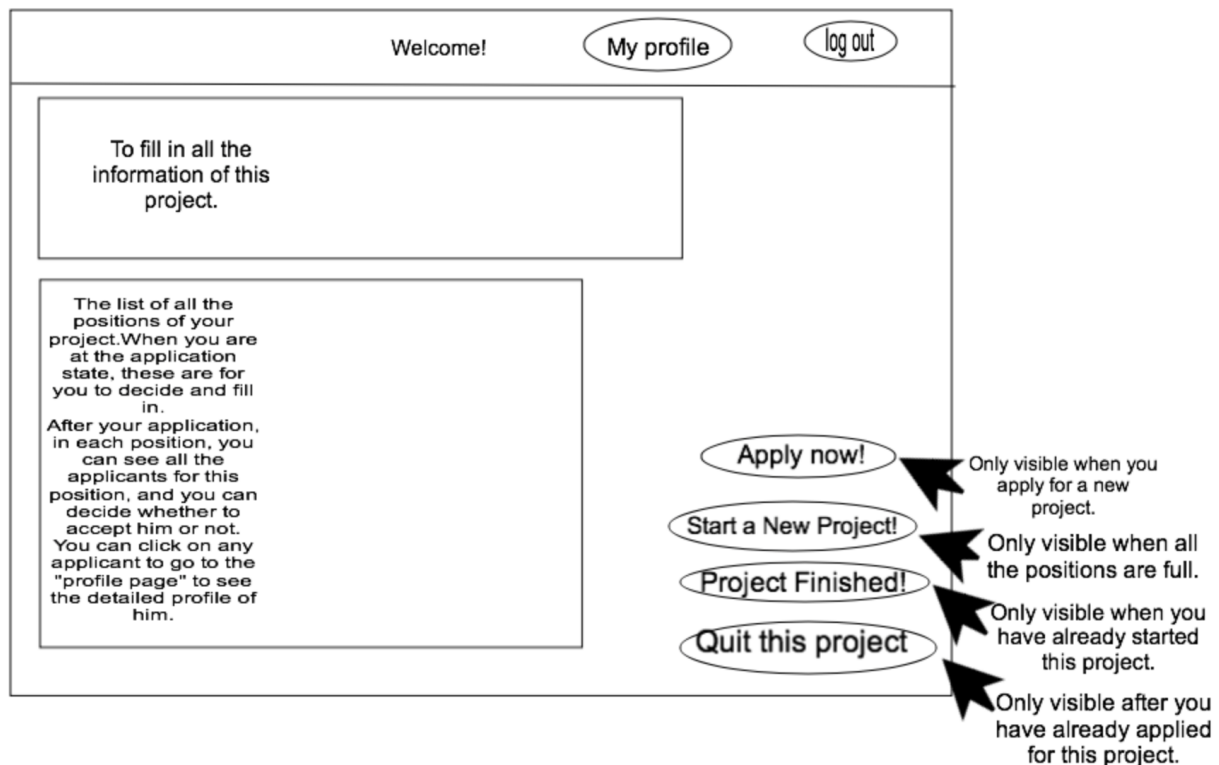 Welcome!
My profile
log out
To fill in all the
information of this
project.
The list of all the
positions of your
project.When you are
at the application
state, these are for
you to decide and fill
in.
After your application,
in each position, you
can see all the
applicants for this
position, and you can
decide whether to
accept him or not.
You can click on any
applicant to go to the
"profile page" to see
the detailed profile of
him.
Apply now!
Only visible when you
apply for a new
project.
Start a New Project!
Only visible when all
the positions are full.
Project Finished!
Only visible when you
have already started
this project.
Quit this project
Only visible after you
have already applied
for this project.